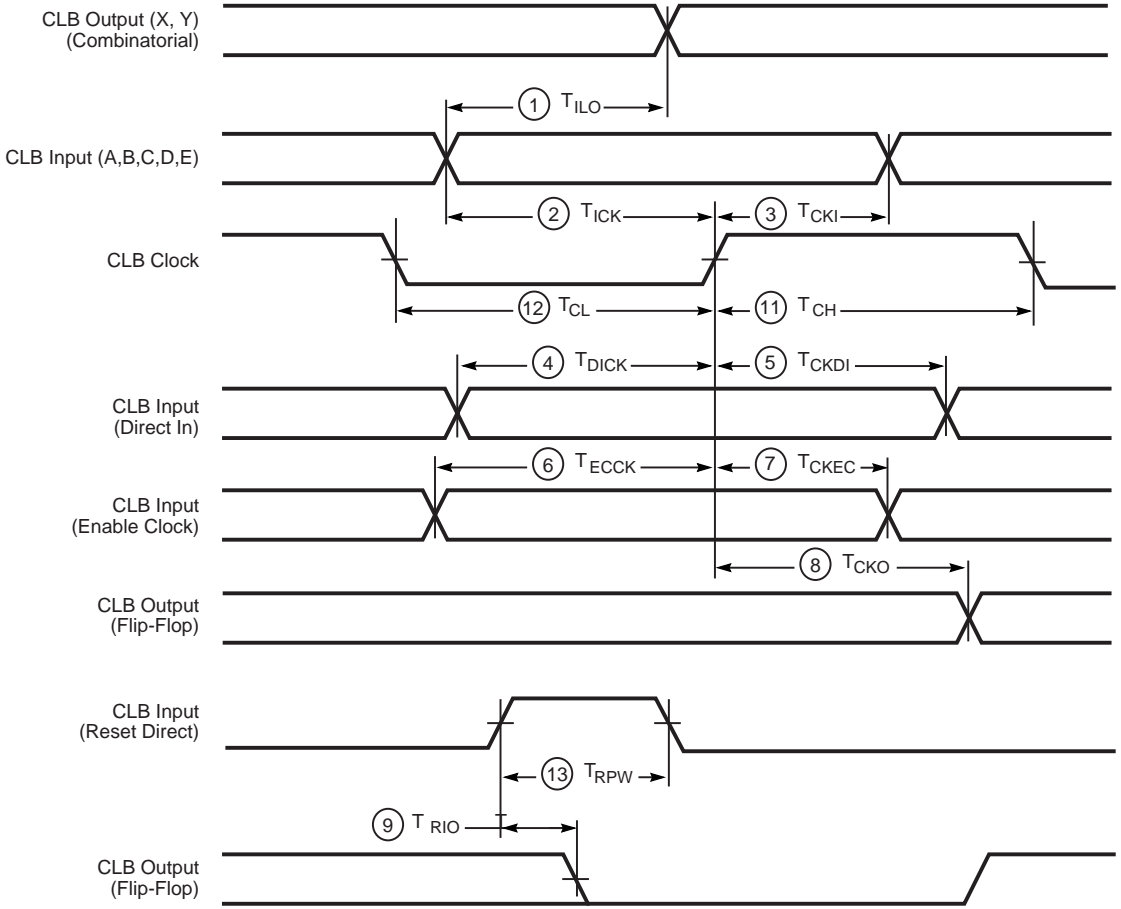 CLB Output (X, Y)
(Combinatorial)
1 TILO
CLB Input (A,B,C,D,E)
2 TICK
3 TCKI
CLB Clock
12 TCL
11 TCH
4 TDICK
5 TCKDI
CLB Input
(Direct In)
6 TECCK
7 TCKEC
CLB Input
(Enable Clock)
8 TCKO
CLB Output
(Flip-Flop)
CLB Input
(Reset Direct)
13 TRPW
9 T RIO
T
CLB Output
(Flip-Flop)